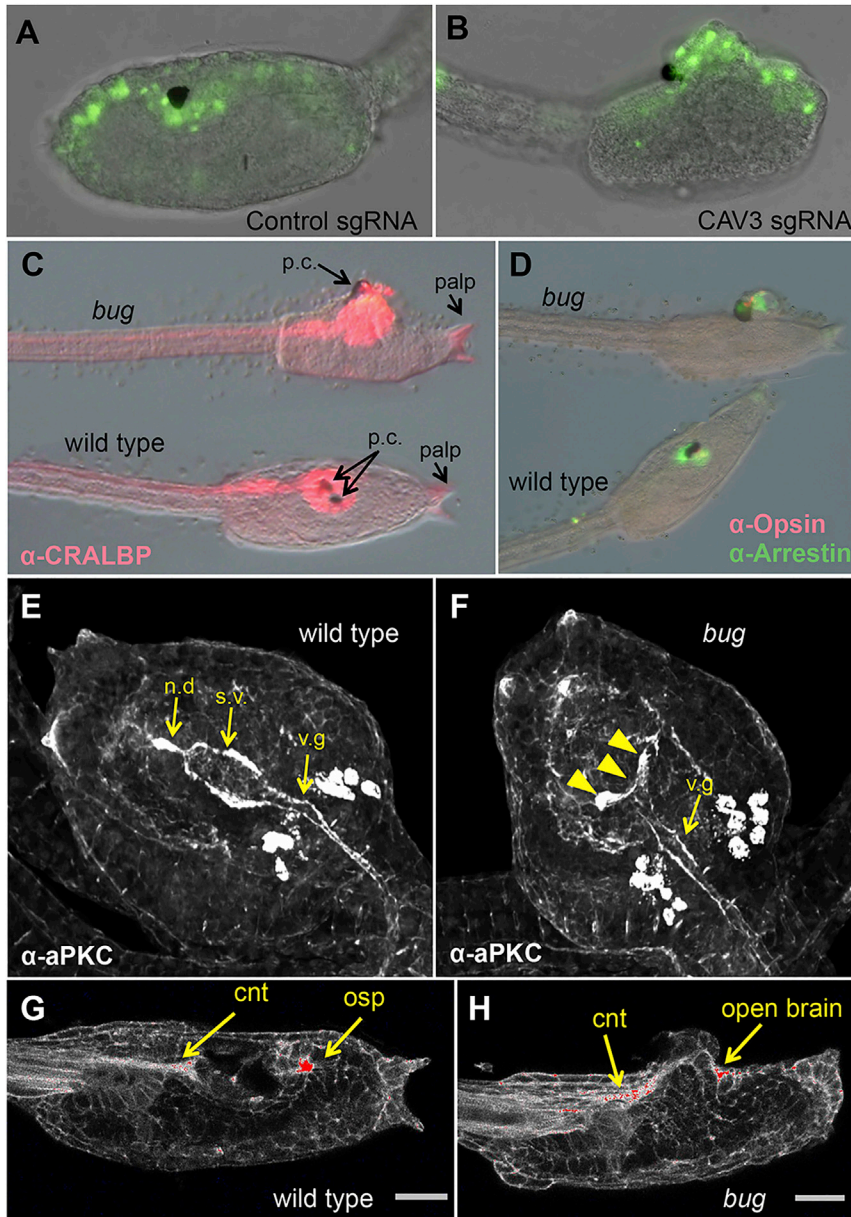 A
Control sgRNA
B
CAV3 sgRNA
C
p.c.
palp
bug
wild type
p.c.
palp
α-CRALBP
D
bug
wild type
α-Opsin
α-Arrestin
E
wild type
n.d
s.v.
v.g
α-aPKC
F
bug
v.g
α-aPKC
G
cnt
osp
wild type
H
cnt
open brain
bug